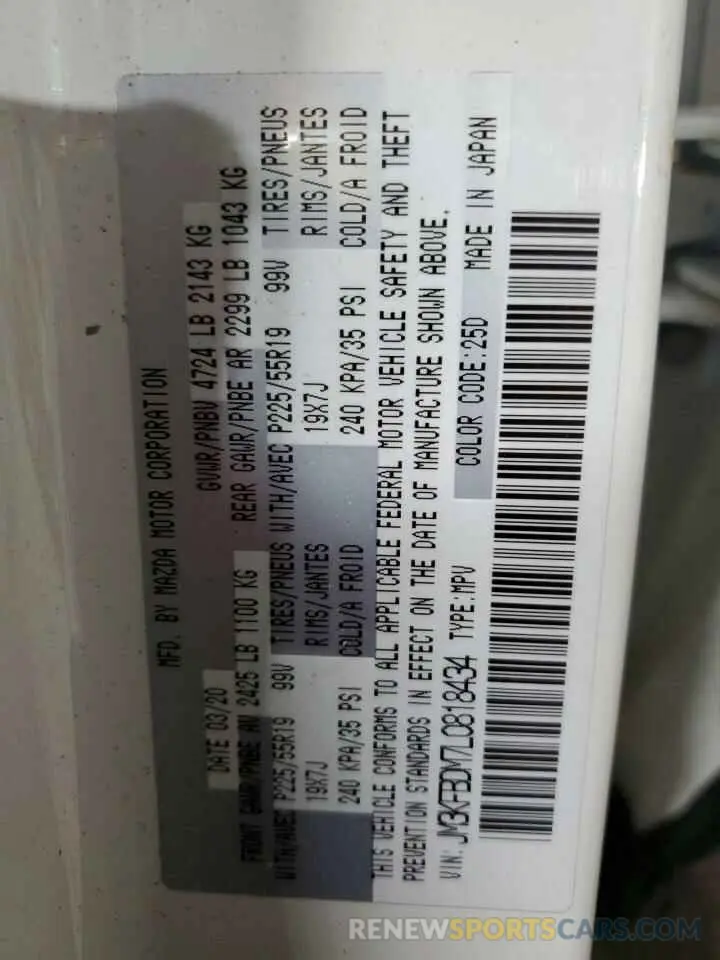 MFD. BY MAZDA MOTOR CORPORATION
DATE 03/20 GVWR/PNBV 4724 LB 2143 KG
FRONT GAWR/PNBE AV 2425 LB 1100 KG REAR GAWR/PNBE AR 2299 LB 1043 KG
WITH/AVEC P225/55R19 99V TIRES/PNEUS WITH/AVEC P225/55R19 99V TIRES/PNEUS
19X7J RIMS/JANTES 19X7J RIMS/JANTES
240 KPA/35 PSI COLD/A FROID 240 KPA/35 PSI COLD/A FROID
THIS VEHICLE CONFORMS TO ALL APPLICABLE FEDERAL MOTOR VEHICLE SAFETY AND THEFT
PREVENTION STANDARDS IN EFFECT ON THE DATE OF MANUFACTURE SHOWN ABOVE.
VIN: JM3KFBDM7L0818434 TYPE:MPV COLOR CODE:25D MADE IN JAPAN
RENEWSPORTSCARS.COM